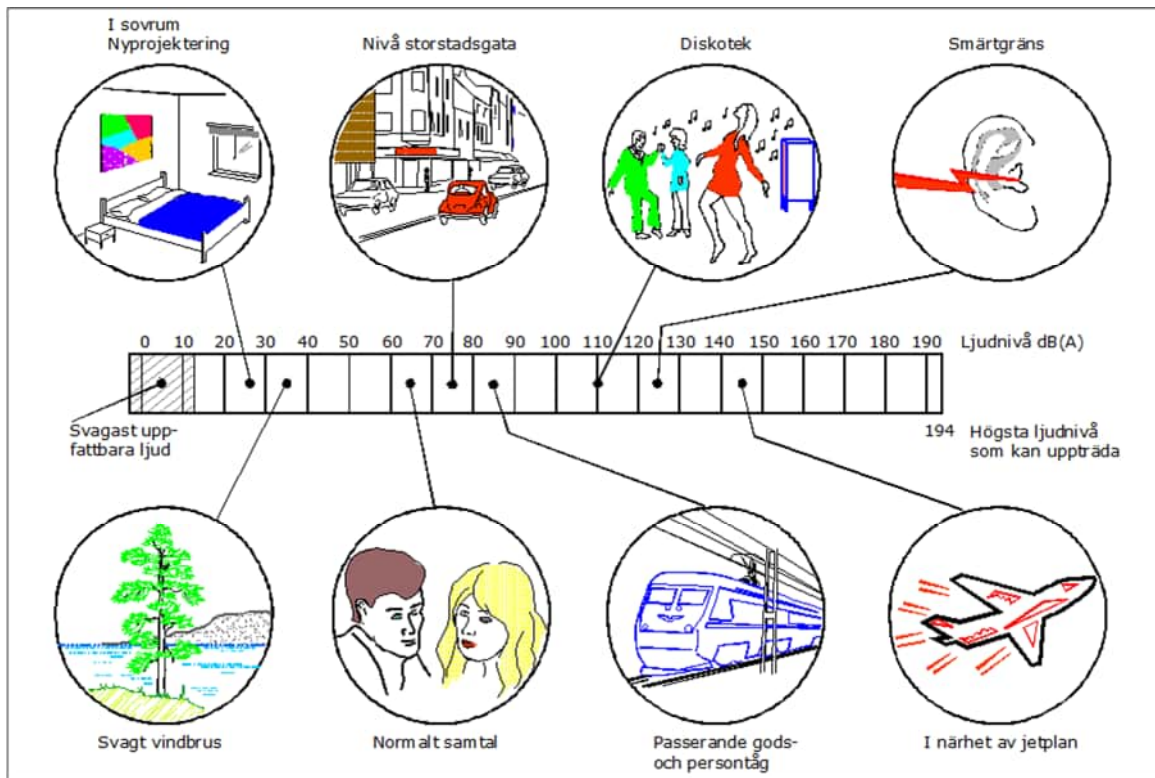 I sovrum
Nyprojektering
Nivå storstadsgata
Diskotek
Smärtgräns
0 10 20 30 40 50 60 70 80 90 100 110 120 130 140 150 160 170 180 190 Ljudnivå dB(A)
Svagast upp-
fattbara ljud
194 Högsta ljudnivå
som kan uppträda
Svagt vindbrus
Normalt samtal
Passerande gods-
och persontåg
I närhet av jetplan